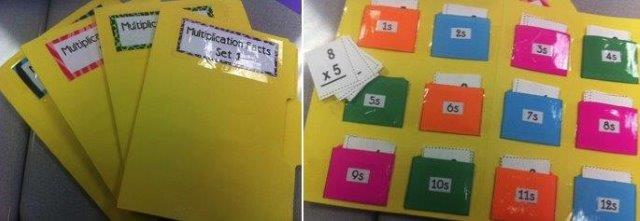 Multiplication
Multiplication
Multiplication Facts
Set 1
1s
2s
3s
4s
8
x 5
5s
6s
7s
8s
9s
10s
11s
12s